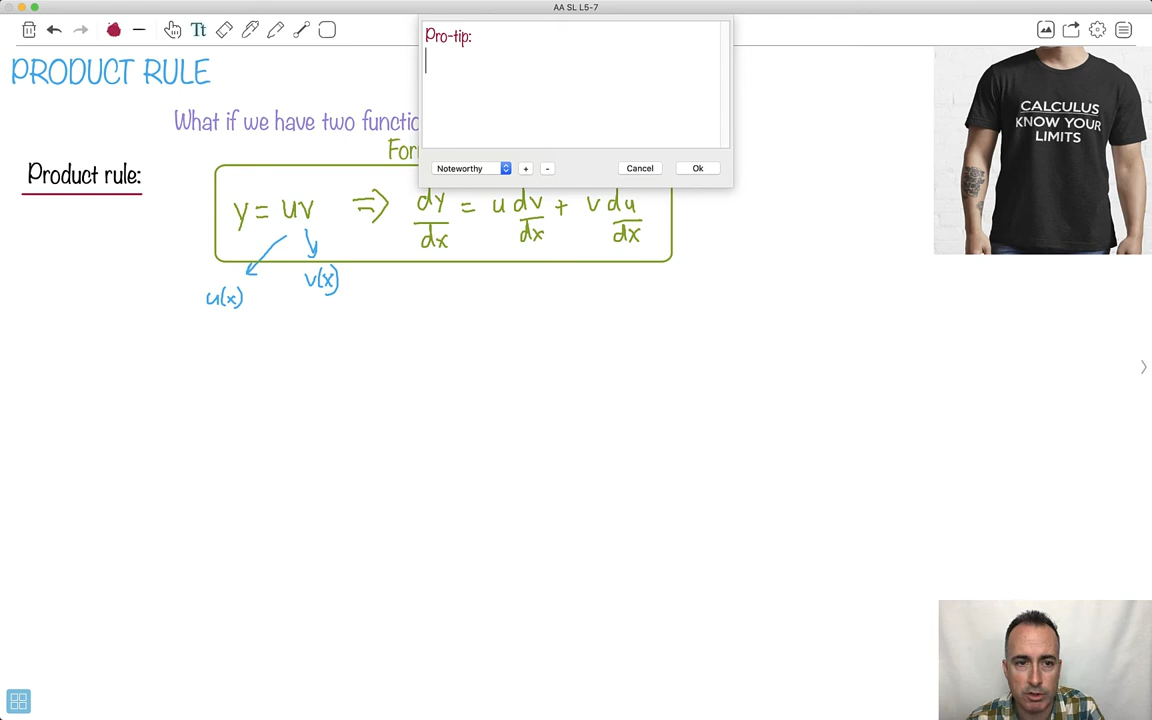 AA SL L5-7
Tt
Pro-tip:
PRODUCT RULE
CALCULUS
KNOW YOUR
LIMITS
What if we have two functio
For
Noteworthy
+
-
Cancel
Ok
Product rule:
y = uv => dy/dx = u dv/dx + v du/dx
v(x)
u(x)